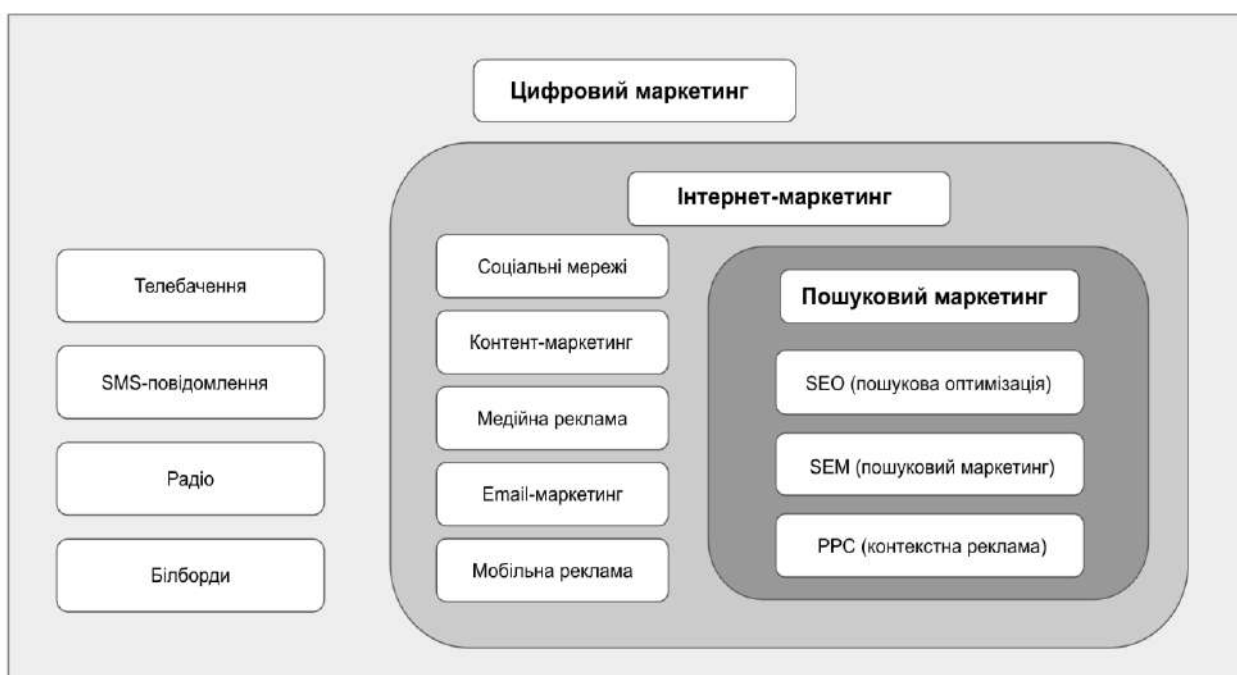 Цифровий маркетинг
Інтернет-маркетинг
Телебачення
SMS-повідомлення
Радіо
Білборди
Соціальні мережі
Контент-маркетинг
Медійна реклама
Email-маркетинг
Мобільна реклама
Пошуковий маркетинг
SEO (пошукова оптимізація)
SEM (пошуковий маркетинг)
PPC (контекстна реклама)